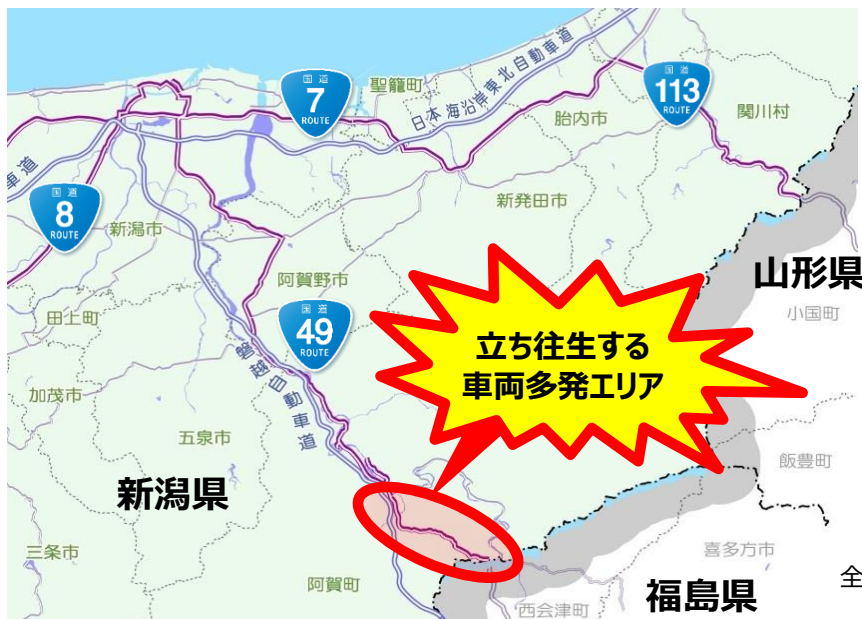 国道
7
ROUTE
聖籠町
日本海沿岸東北自動車道
国道
113
ROUTE
関川村
胎内市
車道
国道
8
ROUTE
新潟市
新発田市
阿賀野市
山形県
小国町
田上町
国道
49
ROUTE
立ち往生する
車両多発エリア
磐越自動車道
加茂市
五泉市
飯豊町
新潟県
三条市
喜多方市
阿賀町
全
西会津町
福島県